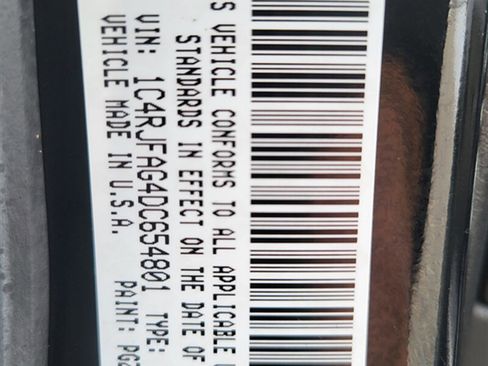 S VEHICLE CONFORMS TO ALL APPLICABLE
STANDARDS IN EFFECT ON THE DATE OF
VIN: 1C4RJFAG4DC654801 TYPE:
VEHICLE MADE IN U.S.A. PAINT: PG2